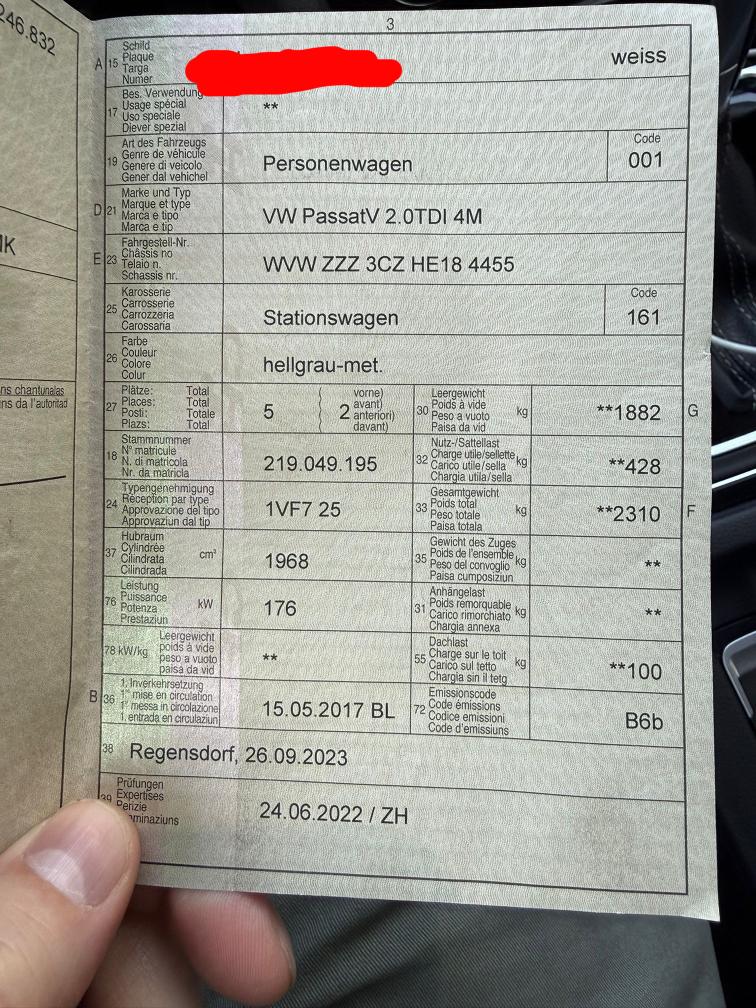 246.832
3
A 15 Schild
Plaque
Targa
Numer
weiss
17 Bes. Verwendung
Usage spécial
Uso speciale
Diever spezial
**
19 Art des Fahrzeugs
Genre de véhicule
Genere di veicolo
Gener dal vehichel
Personenwagen
Code
001
D 21 Marke und Typ
Marque et type
Marca e tipo
Marca e tip
VW PassatV 2.0TDI 4M
E 23 Fahrgestell-Nr.
Châssis no
Telaio n.
Schassis nr.
WVW ZZZ 3CZ HE18 4455
25 Karosserie
Carrosserie
Carrozzeria
Carossaria
Stationswagen
Code
161
26 Farbe
Couleur
Colore
Colur
hellgrau-met.
27 Plätze: Total
Places: Total
Posti: Totale
Plazs: Total
5 ( 2 vorne)
avant)
anteriori)
davant)
30 Leergewicht
Poids à vide
Peso a vuoto
Paisa da vid
kg
**1882
G
18 Stammnummer
N° matricule
N. di matricola
Nr. da matricla
219.049.195
32 Nutz-/Sattellast
Charge utile/sellette
Carico utile/sella
Chargia utila/sella
kg
**428
24 Typengenehmigung
Réception par type
Approvazione del tipo
Approvaziun dal tip
1VF7 25
33 Gesamtgewicht
Poids total
Peso totale
Paisa totala
kg
**2310
F
37 Hubraum
Cylindrée
Cilindrata
Cilindrada
cm³
1968
35 Gewicht des Zuges
Poids de l'ensemble
Peso del convoglio
Paisa cumposiziun
kg
**
76 Leistung
Puissance
Potenza
Prestaziun
kW
176
31 Anhängelast
Poids remorquable
Carico rimorchiato
Chargia annexa
kg
**
78 kW/kg Leergewicht
poids à vide
peso a vuoto
paisa da vid
**
55 Dachlast
Charge sur le toit
Carico sul tetto
Chargia sin il tetg
kg
**100
B 36 1. Inverkehrsetzung
1re mise en circulation
1a messa in circolazione
1. entrada en circulaziun
15.05.2017 BL
72 Emissionscode
Code émissions
Codice emissioni
Code d'emissiuns
B6b
38 Regensdorf, 26.09.2023
39 Prüfungen
Expertises
Perizie
24.06.2022 / ZH
ns chantunalas
ns da l'autoritad